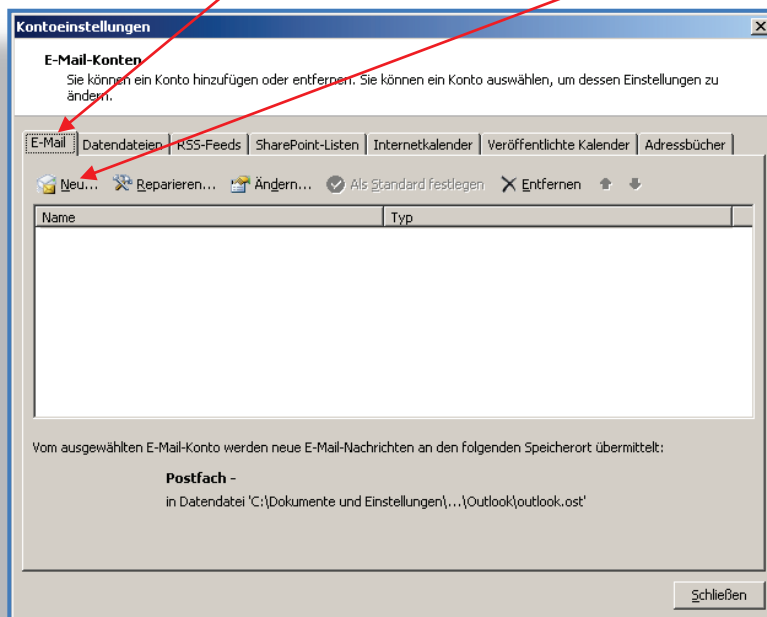 Kontoeinstellungen
E-Mail-Konten
Sie können ein Konto hinzufügen oder entfernen. Sie können ein Konto auswählen, um dessen Einstellungen zu
ändern.
E-Mail Datendateien RSS-Feeds SharePoint-Listen Internetkalender Veröffentlichte Kalender Adressbücher
Neu... Reparieren... Ändern... Als Standard festlegen Entfernen
Name Typ
Vom ausgewählten E-Mail-Konto werden neue E-Mail-Nachrichten an den folgenden Speicherort übermittelt:
Postfach -
in Datendatei 'C:\Dokumente und Einstellungen\...\Outlook\outlook.ost'
Schließen